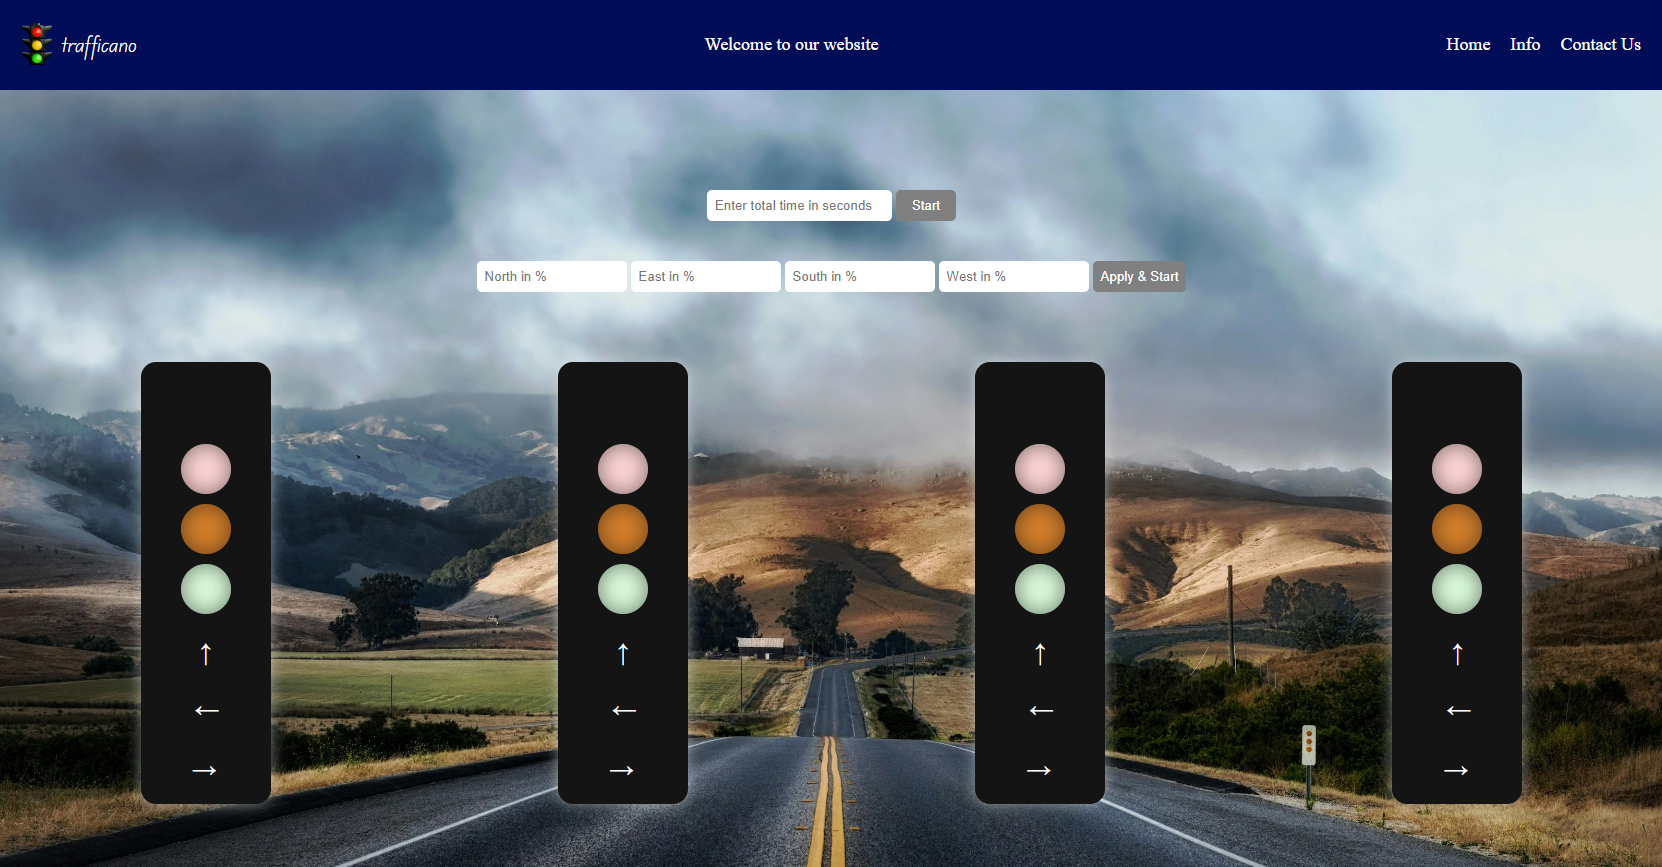 trafficano
Welcome to our website
Home Info Contact Us
Enter total time in seconds Start
North in % East in % South in % West in % Apply & Start
↑ ↑ ↑ ↑
← ← ← ←
→ → → →